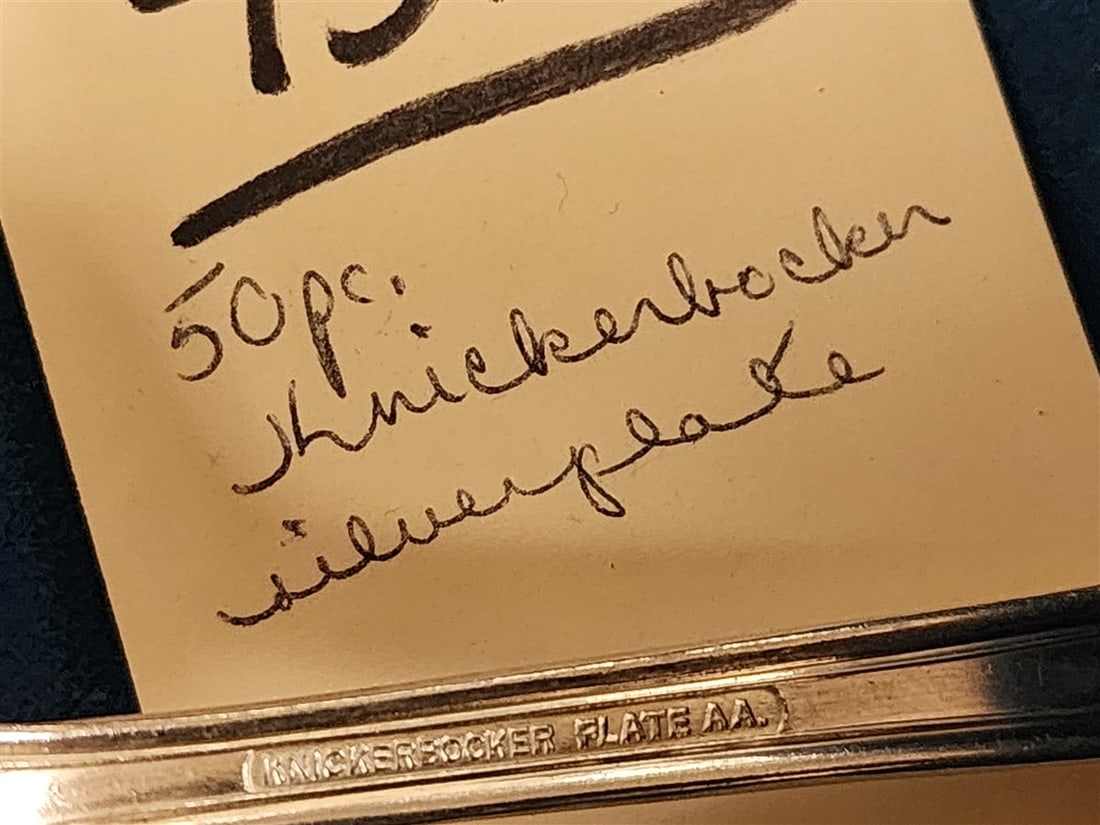 50pc.
Knickerbocker
silverplate
(KNICKERBOCKER PLATE AA.)